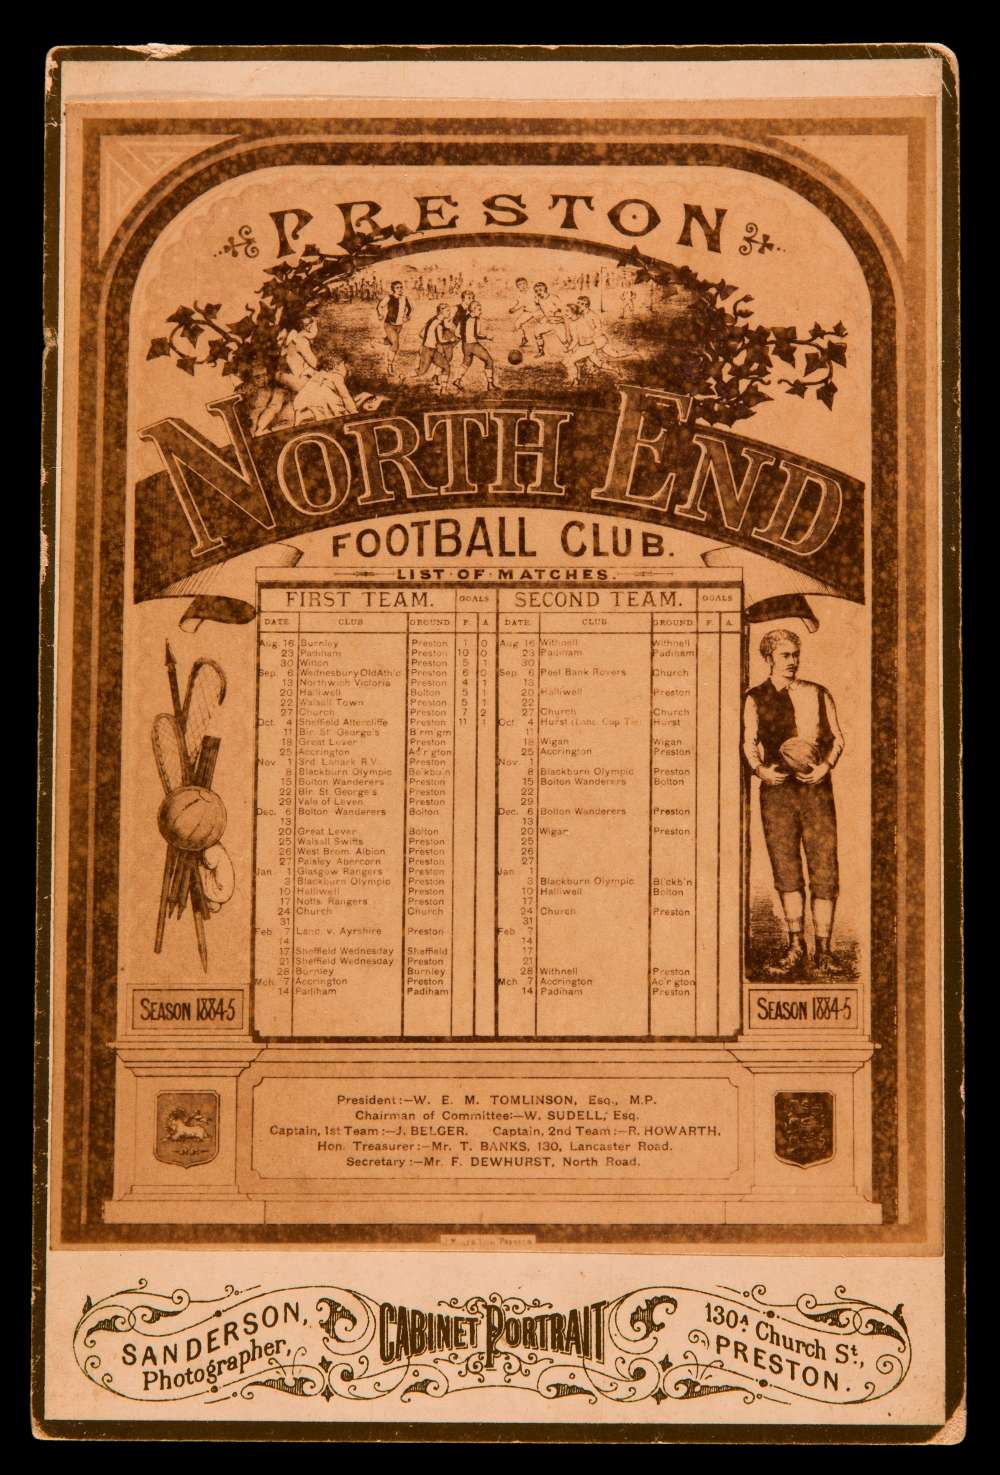 PRESTON
NORTH END
FOOTBALL CLUB.
LIST OF MATCHES.
FIRST TEAM. GOALS SECOND TEAM. GOALS
DATE CLUB GROUND F. A. DATE CLUB GROUND F. A.
Aug. 16 Burnley Preston 1 0 Aug. 16 Withnell Withnell
23 Padiham Preston 10 0 23 Padiham Padiham
30 Witton Preston 5 1 30
Sep. 6 Wednesbury Old Ath'c Preston 6 0 Sep. 6 Peel Bank Rovers Church
13 Northwich Victoria Preston 4 1 13
20 Halliwell Bolton 5 1 20 Halliwell Preston
22 Walsall Town Preston 5 1 22
27 Church Preston 7 2 27 Church Church
Oct. 4 Sheffield Attercliffe Preston 11 1 Oct. 4 Hurst (Lanc. Cup Tie) Hurst
11 Bir. St. George's B'rm'gm 11
18 Great Lever Preston 18 Wigan Wigan
25 Accrington Ac'r'gton 25 Accrington Preston
Nov. 1 3rd. Lanark R.V. Preston Nov. 1
8 Blackburn Olympic 8 Blackburn Olympic Preston
15 Bolton Wanderers Preston 15 Bolton Wanderers Bolton
22 Bir. St. George's Preston 22
29 Vale of Leven Preston 29
Dec. 6 Bolton Wanderers Bolton Dec. 6 Bolton Wanderers Preston
13 13
20 Great Lever Bolton 20 Wigan Preston
25 Walsall Swifts Preston 25
26 West Brom. Albion Preston 26
27 Paisley Abercorn Preston 27
Jan. 1 Glasgow Rangers Preston Jan. 1
3 Blackburn Olympic Preston 3 Blackburn Olympic Bl'ckb'n
10 Halliwell Preston 10 Halliwell Bolton
17 Notts. Rangers Preston 17
24 Church Church 24 Church Preston
31 31
Feb. 7 Lanc. v. Ayrshire Preston Feb. 7
14 14
17 Sheffield Wednesday Sheffield 17
21 Sheffield Wednesday Preston 21
28 Burnley Burnley 28 Withnell Preston
Mch. 7 Accrington Preston Mch. 7 Accrington Ac'r'gton
14 Padiham Padiham 14 Padiham Preston
SEASON 1884-5 SEASON 1884-5
President:—W. E. M. TOMLINSON, Esq., M.P.
Chairman of Committee:—W. SUDELL, Esq.
Captain, 1st Team:—J. BELGER. Captain, 2nd Team:—R. HOWARTH.
Hon. Treasurer:—Mr. T. BANKS, 130, Lancaster Road.
Secretary:—Mr. F. DEWHURST, North Road.
SANDERSON,
Photographer,
CABINET PORTRAIT
130A Church St.,
PRESTON.